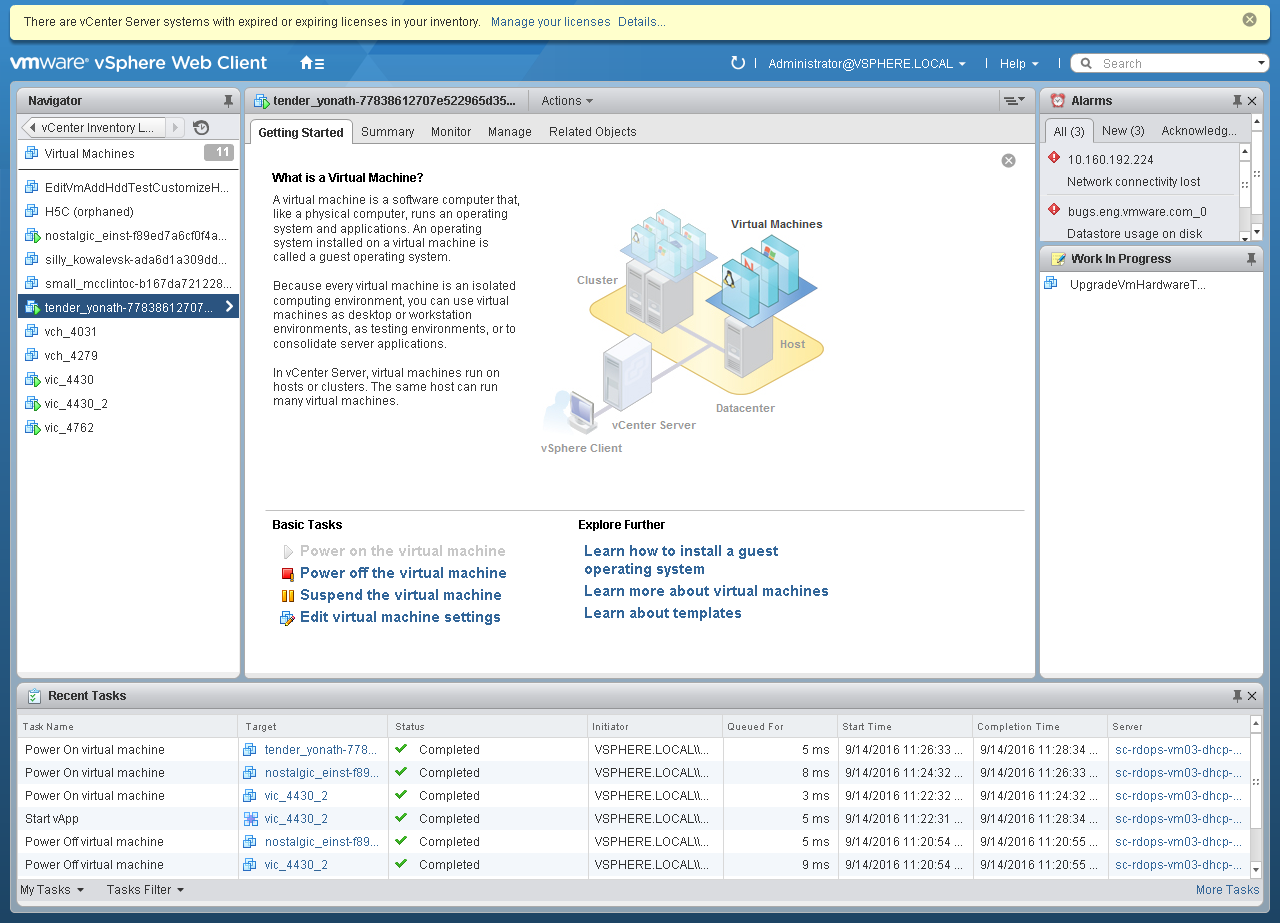 There are vCenter Server systems with expired or expiring licenses in your inventory. Manage your licenses Details...
vmware® vSphere Web Client
Administrator@VSPHERE.LOCAL
Help
Search
Navigator
vCenter Inventory L...
Virtual Machines 11
EditVmAddHddTestCustomizeH...
H5C (orphaned)
nostalgic_einst-f89ed7a6cf0f4a...
silly_kowalevsk-ada6d1a309dd...
small_mcclintoc-b167da721228...
tender_yonath-77838612707...
vch_4031
vch_4279
vic_4430
vic_4430_2
vic_4762
tender_yonath-77838612707e522965d35...
Actions
Getting Started Summary Monitor Manage Related Objects
What is a Virtual Machine?
A virtual machine is a software computer that,
like a physical computer, runs an operating
system and applications. An operating
system installed on a virtual machine is
called a guest operating system.
Because every virtual machine is an isolated
computing environment, you can use virtual
machines as desktop or workstation
environments, as testing environments, or to
consolidate server applications.
In vCenter Server, virtual machines run on
hosts or clusters. The same host can run
many virtual machines.
Virtual Machines
Cluster
Host
Datacenter
vCenter Server
vSphere Client
Basic Tasks
Power on the virtual machine
Power off the virtual machine
Suspend the virtual machine
Edit virtual machine settings
Explore Further
Learn how to install a guest
operating system
Learn more about virtual machines
Learn about templates
Alarms
All (3) New (3) Acknowledg...
10.160.192.224
Network connectivity lost
bugs.eng.vmware.com_0
Datastore usage on disk
Work In Progress
UpgradeVmHardwareT...
Recent Tasks
Task Name Target Status Initiator Queued For Start Time Completion Time Server
Power On virtual machine tender_yonath-778... Completed VSPHERE.LOCAL\\... 5 ms 9/14/2016 11:26:33 ... 9/14/2016 11:28:34 ... sc-rdops-vm03-dhcp-...
Power On virtual machine nostalgic_einst-f89... Completed VSPHERE.LOCAL\\... 8 ms 9/14/2016 11:24:32 ... 9/14/2016 11:26:33 ... sc-rdops-vm03-dhcp-...
Power On virtual machine vic_4430_2 Completed VSPHERE.LOCAL\\... 3 ms 9/14/2016 11:22:32 ... 9/14/2016 11:24:32 ... sc-rdops-vm03-dhcp-...
Start vApp vic_4430_2 Completed VSPHERE.LOCAL\\... 5 ms 9/14/2016 11:22:31 ... 9/14/2016 11:28:34 ... sc-rdops-vm03-dhcp-...
Power Off virtual machine nostalgic_einst-f89... Completed VSPHERE.LOCAL\\... 5 ms 9/14/2016 11:20:54 ... 9/14/2016 11:20:55 ... sc-rdops-vm03-dhcp-...
Power Off virtual machine vic_4430_2 Completed VSPHERE.LOCAL\\... 9 ms 9/14/2016 11:20:54 ... 9/14/2016 11:20:55 ... sc-rdops-vm03-dhcp-...
My Tasks Tasks Filter More Tasks